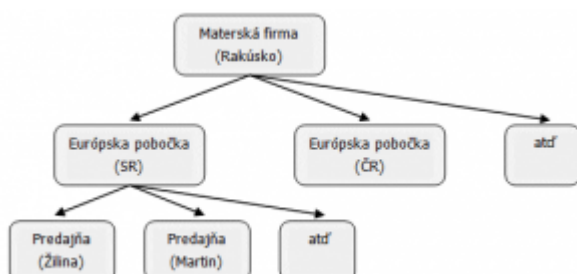 Materská firma
(Rakúsko)
Európska pobočka
(SR)
Európska pobočka
(ČR)
atď
Predajňa
(Žilina)
Predajňa
(Martin)
atď